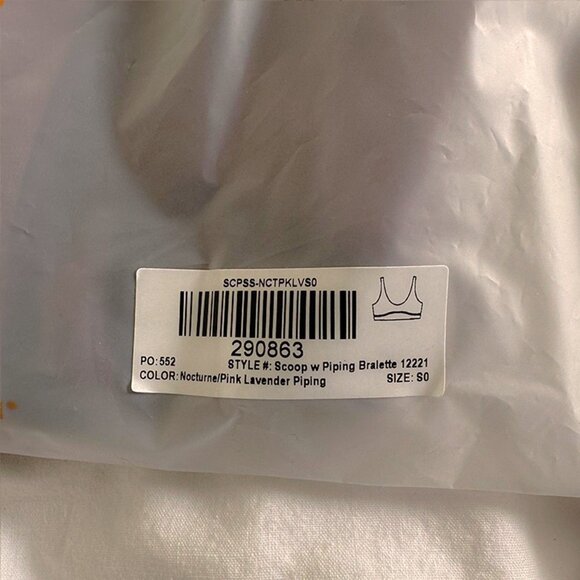 SCPSS-NCTPKLVS0
290863
PO:552 STYLE #: Scoop w Piping Bralette 12221
COLOR: Nocturne/Pink Lavender Piping SIZE: S0